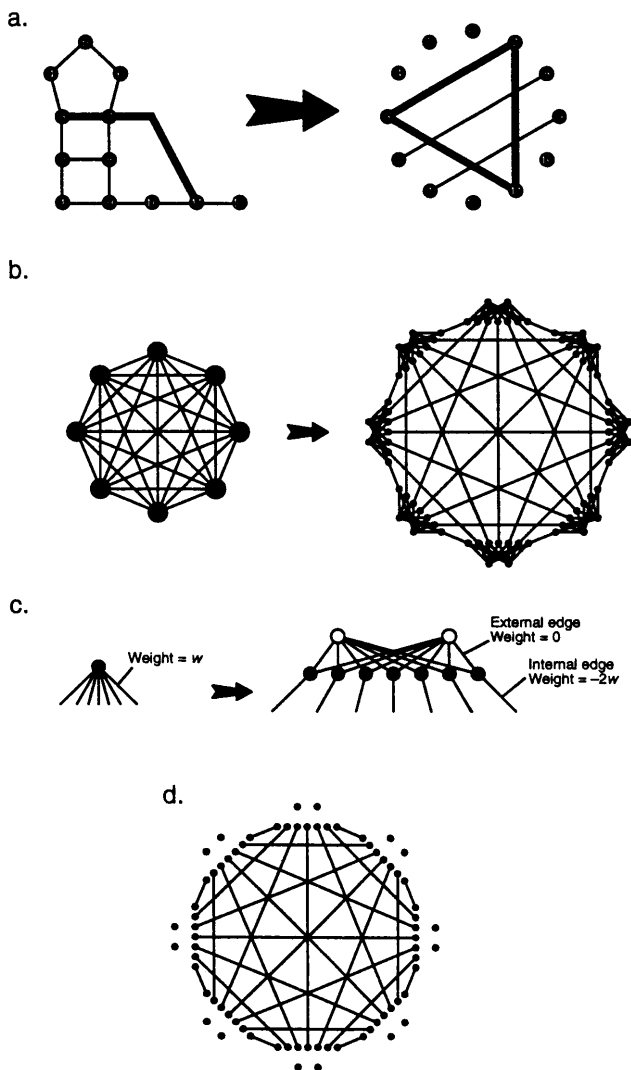 a.
b.
c.
Weight = w
External edge
Weight = 0
Internal edge
Weight = –2w
d.